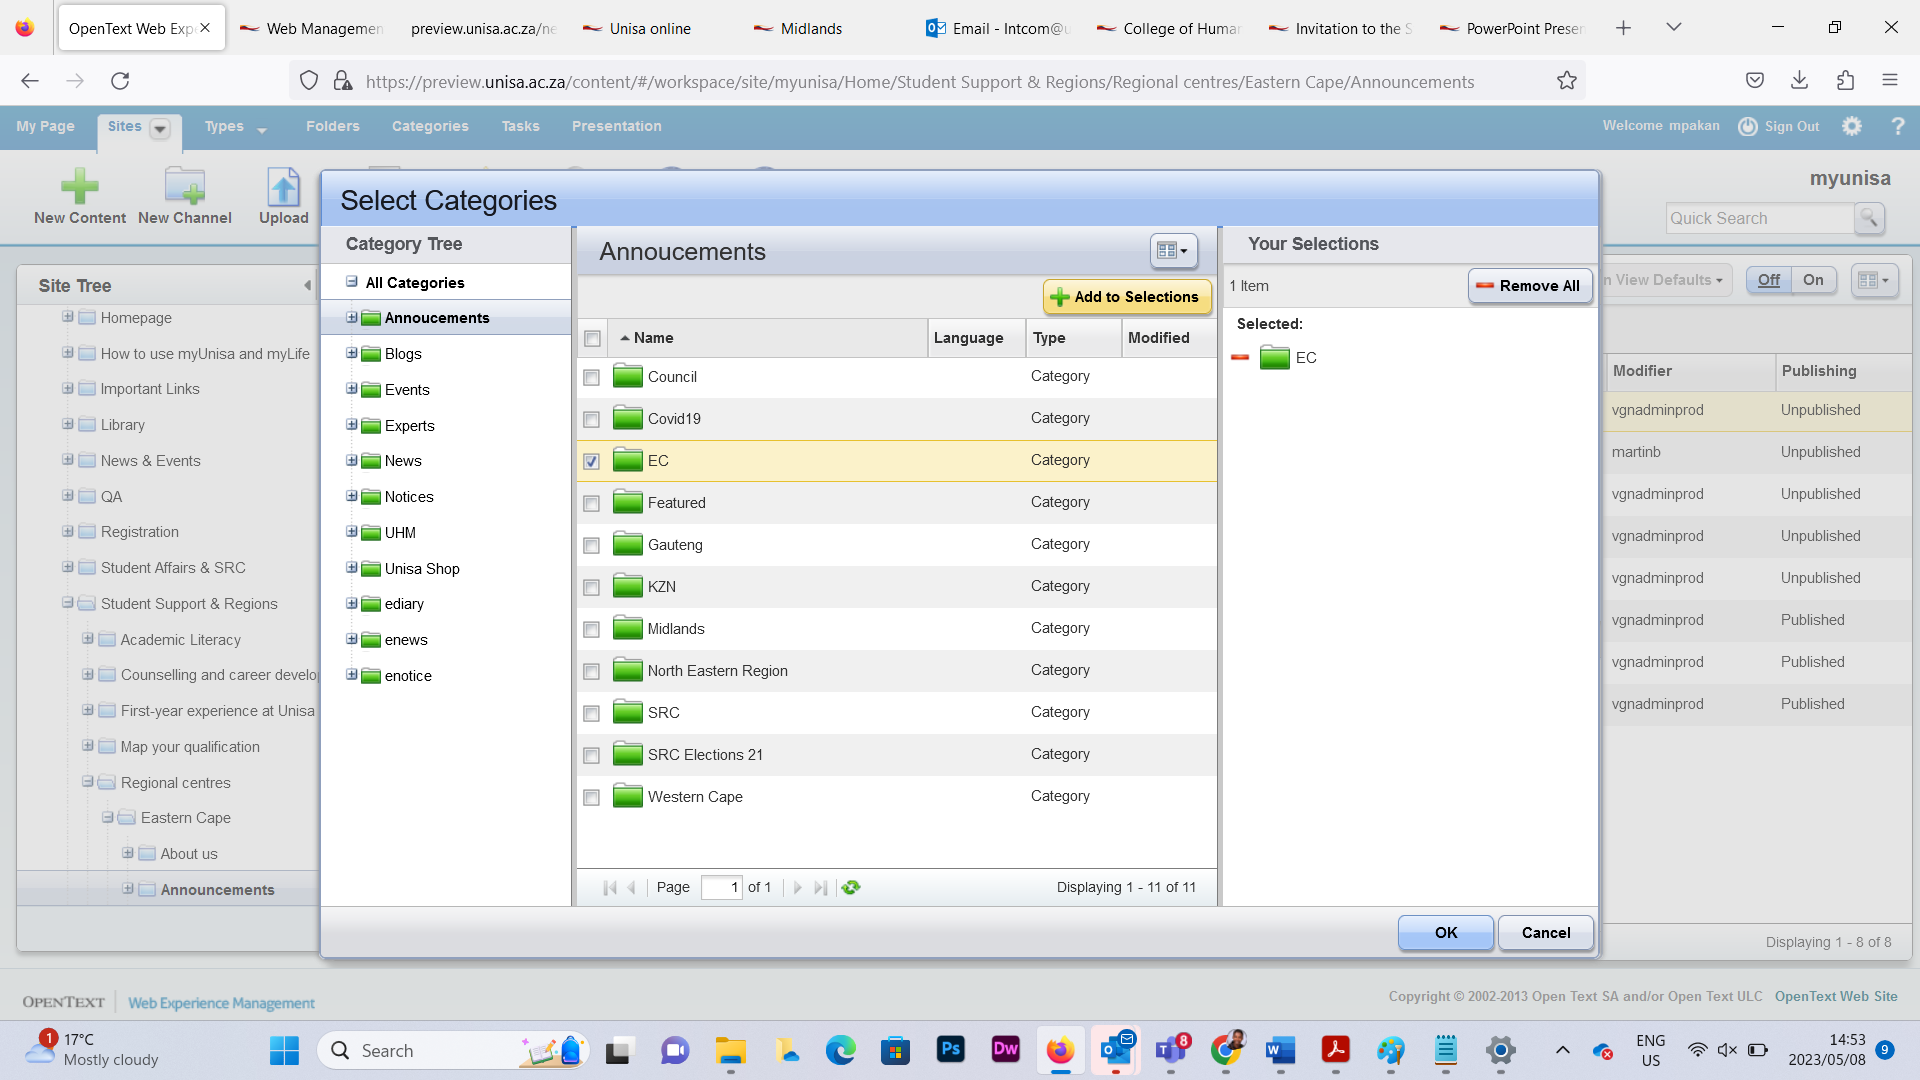 OpenText Web Exp
Web Managemen
preview.unisa.ac.za/ne
Unisa online
Midlands
Email - Intcom@u
College of Human
Invitation to the S
PowerPoint Presen
https://preview.unisa.ac.za/content/#/workspace/site/myunisa/Home/Student Support & Regions/Regional centres/Eastern Cape/Announcements
My Page
Sites
Types
Folders
Categories
Tasks
Presentation
Welcome mpakan
Sign Out
?
New Content
New Channel
Upload
myunisa
Quick Search
Select Categories
Site Tree
Homepage
How to use myUnisa and myLife
Important Links
Library
News & Events
QA
Registration
Student Affairs & SRC
Student Support & Regions
Academic Literacy
Counselling and career develo
First-year experience at Unisa
Map your qualification
Regional centres
Eastern Cape
About us
Announcements
Category Tree
All Categories
Annoucements
Blogs
Events
Experts
News
Notices
UHM
Unisa Shop
ediary
enews
enotice
Annoucements
Add to Selections
Name
Language
Type
Modified
Council Category
Covid19 Category
EC Category
Featured Category
Gauteng Category
KZN Category
Midlands Category
North Eastern Region Category
SRC Category
SRC Elections 21 Category
Western Cape Category
Page 1 of 1
Displaying 1 - 11 of 11
Your Selections
1 Item
Remove All
Selected:
EC
OK
Cancel
n View Defaults
Off
On
Modifier Publishing
vgnadminprod Unpublished
martinb Unpublished
vgnadminprod Unpublished
vgnadminprod Unpublished
vgnadminprod Unpublished
vgnadminprod Published
vgnadminprod Published
vgnadminprod Published
Displaying 1 - 8 of 8
OPENTEXT
Web Experience Management
Copyright © 2002-2013 Open Text SA and/or Open Text ULC
OpenText Web Site
1
17°C
Mostly cloudy
Search
Ps
Dw
8
W
ENG
US
14:53
2023/05/08
9